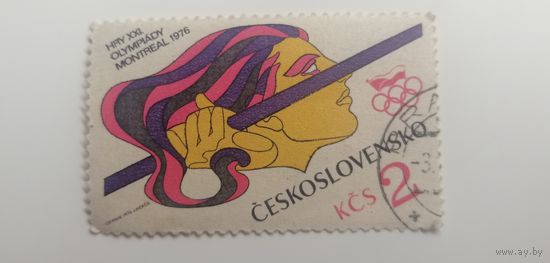 HRY XXI.
OLYMPIÁDY
MONTREAL 1976
ČESKOSLOVENSKO
KČS 2
www.ay.by